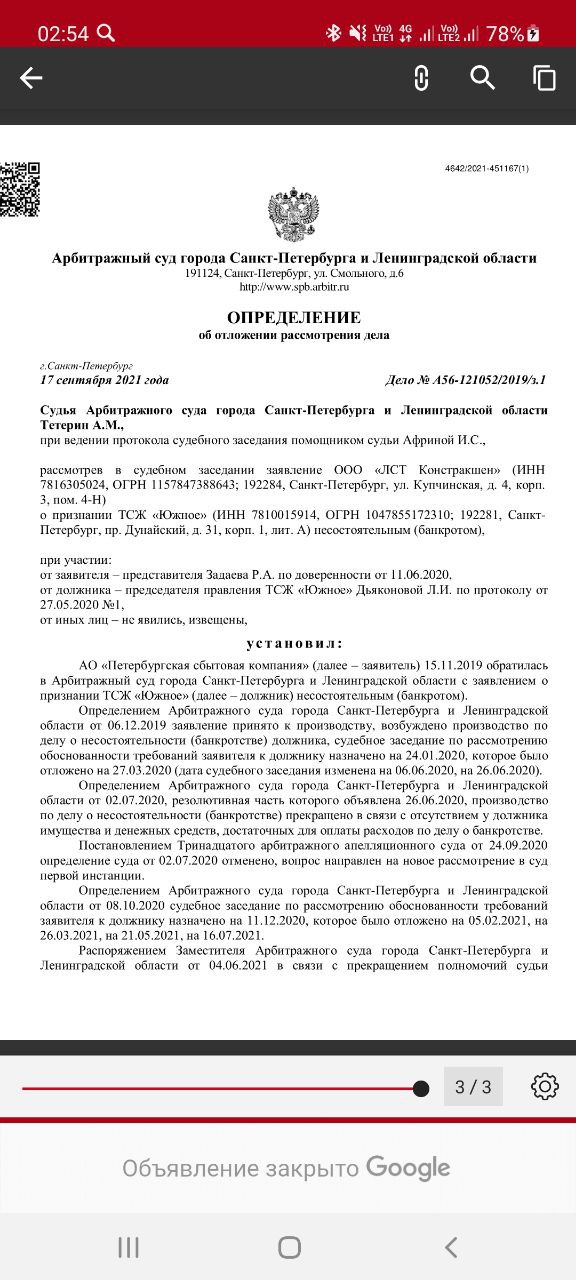 02:54
Vo) LTE1 4G Vo) LTE2 78%
4642/2021-451167(1)
Арбитражный суд города Санкт-Петербурга и Ленинградской области
191124, Санкт-Петербург, ул. Смольного, д.6
http://www.spb.arbitr.ru
ОПРЕДЕЛЕНИЕ
об отложении рассмотрения дела
г.Санкт-Петербург
17 сентября 2021 года Дело № А56-121052/2019/з.1
Судья Арбитражного суда города Санкт-Петербурга и Ленинградской области
Тетерин А.М.,
при ведении протокола судебного заседания помощником судьи Африной И.С.,
рассмотрев в судебном заседании заявление ООО «ЛСТ Констракшен» (ИНН
7816305024, ОГРН 1157847388643; 192284, Санкт-Петербург, ул. Купчинская, д. 4, корп.
3, пом. 4-Н)
о признании ТСЖ «Южное» (ИНН 7810015914, ОГРН 1047855172310; 192281, Санкт-
Петербург, пр. Дунайский, д. 31, корп. 1, лит. А) несостоятельным (банкротом),
при участии:
от заявителя – представителя Задаева Р.А. по доверенности от 11.06.2020,
от должника – председателя правления ТСЖ «Южное» Дьяконовой Л.И. по протоколу от
27.05.2020 №1,
от иных лиц – не явились, извещены,
установил:
АО «Петербургская сбытовая компания» (далее – заявитель) 15.11.2019 обратилась
в Арбитражный суд города Санкт-Петербурга и Ленинградской области с заявлением о
признании ТСЖ «Южное» (далее – должник) несостоятельным (банкротом).
Определением Арбитражного суда города Санкт-Петербурга и Ленинградской
области от 06.12.2019 заявление принято к производству, возбуждено производство по
делу о несостоятельности (банкротстве) должника, судебное заседание по рассмотрению
обоснованности требований заявителя к должнику назначено на 24.01.2020, которое было
отложено на 27.03.2020 (дата судебного заседания изменена на 06.06.2020, на 26.06.2020).
Определением Арбитражного суда города Санкт-Петербурга и Ленинградской
области от 02.07.2020, резолютивная часть которого объявлена 26.06.2020, производство
по делу о несостоятельности (банкротстве) прекращено в связи с отсутствием у должника
имущества и денежных средств, достаточных для оплаты расходов по делу о банкротстве.
Постановлением Тринадцатого арбитражного апелляционного суда от 24.09.2020
определение суда от 02.07.2020 отменено, вопрос направлен на новое рассмотрение в суд
первой инстанции.
Определением Арбитражного суда города Санкт-Петербурга и Ленинградской
области от 08.10.2020 судебное заседание по рассмотрению обоснованности требований
заявителя к должнику назначено на 11.12.2020, которое было отложено на 05.02.2021, на
26.03.2021, на 21.05.2021, на 16.07.2021.
Распоряжением Заместителя Арбитражного суда города Санкт-Петербурга и
Ленинградской области от 04.06.2021 в связи с прекращением полномочий судьи
3 / 3
Объявление закрыто Google